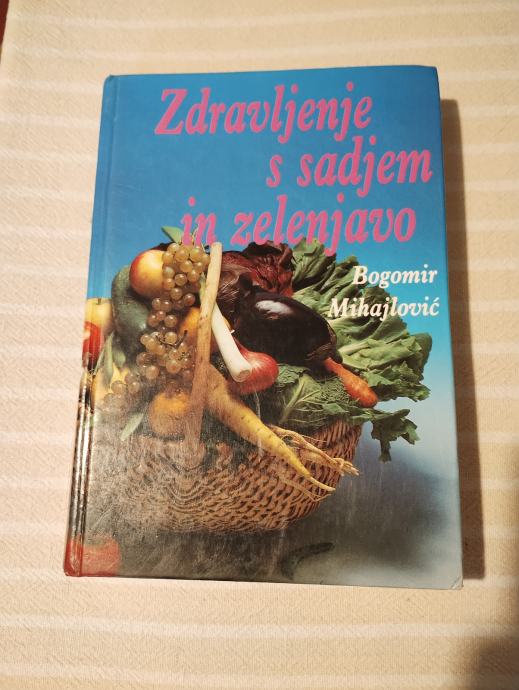 Zdravljenje
s sadjem
in zelenjavo
Bogomir
Mihajlović